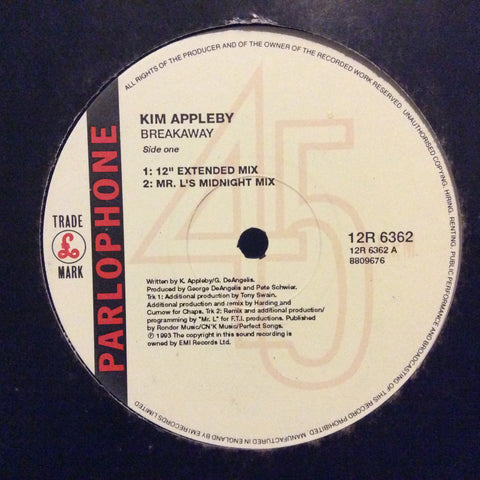 ALL RIGHTS OF THE PRODUCER AND OF THE OWNER OF THE RECORDED WORK RESERVED. UNAUTHORISED COPYING, HIRING, RENTING, PUBLIC PERFORMANCE AND BROADCASTING OF THIS RECORD PROHIBITED. MANUFACTURED IN ENGLAND BY EMI RECORDS LIMITED
45
KIM APPLEBY
BREAKAWAY
Side one
1: 12" EXTENDED MIX
2: MR. L'S MIDNIGHT MIX
PARLOPHONE
TRADE
£
MARK
12R 6362
12R 6362 A
8809676
Written by K. Appleby/G. DeAngelis.
Produced by George DeAngelis and Pete Schwier.
Trk 1: Additional production by Tony Swain.
Additional production and remix by Harding and
Curnow for Chaps. Trk 2: Remix and additional production/
programming by "Mr. L" for F.T.I. productions. Published
by Rondor Music/CN'K Music/Perfect Songs.
℗ 1993 The copyright in this sound recording is
owned by EMI Records Ltd.